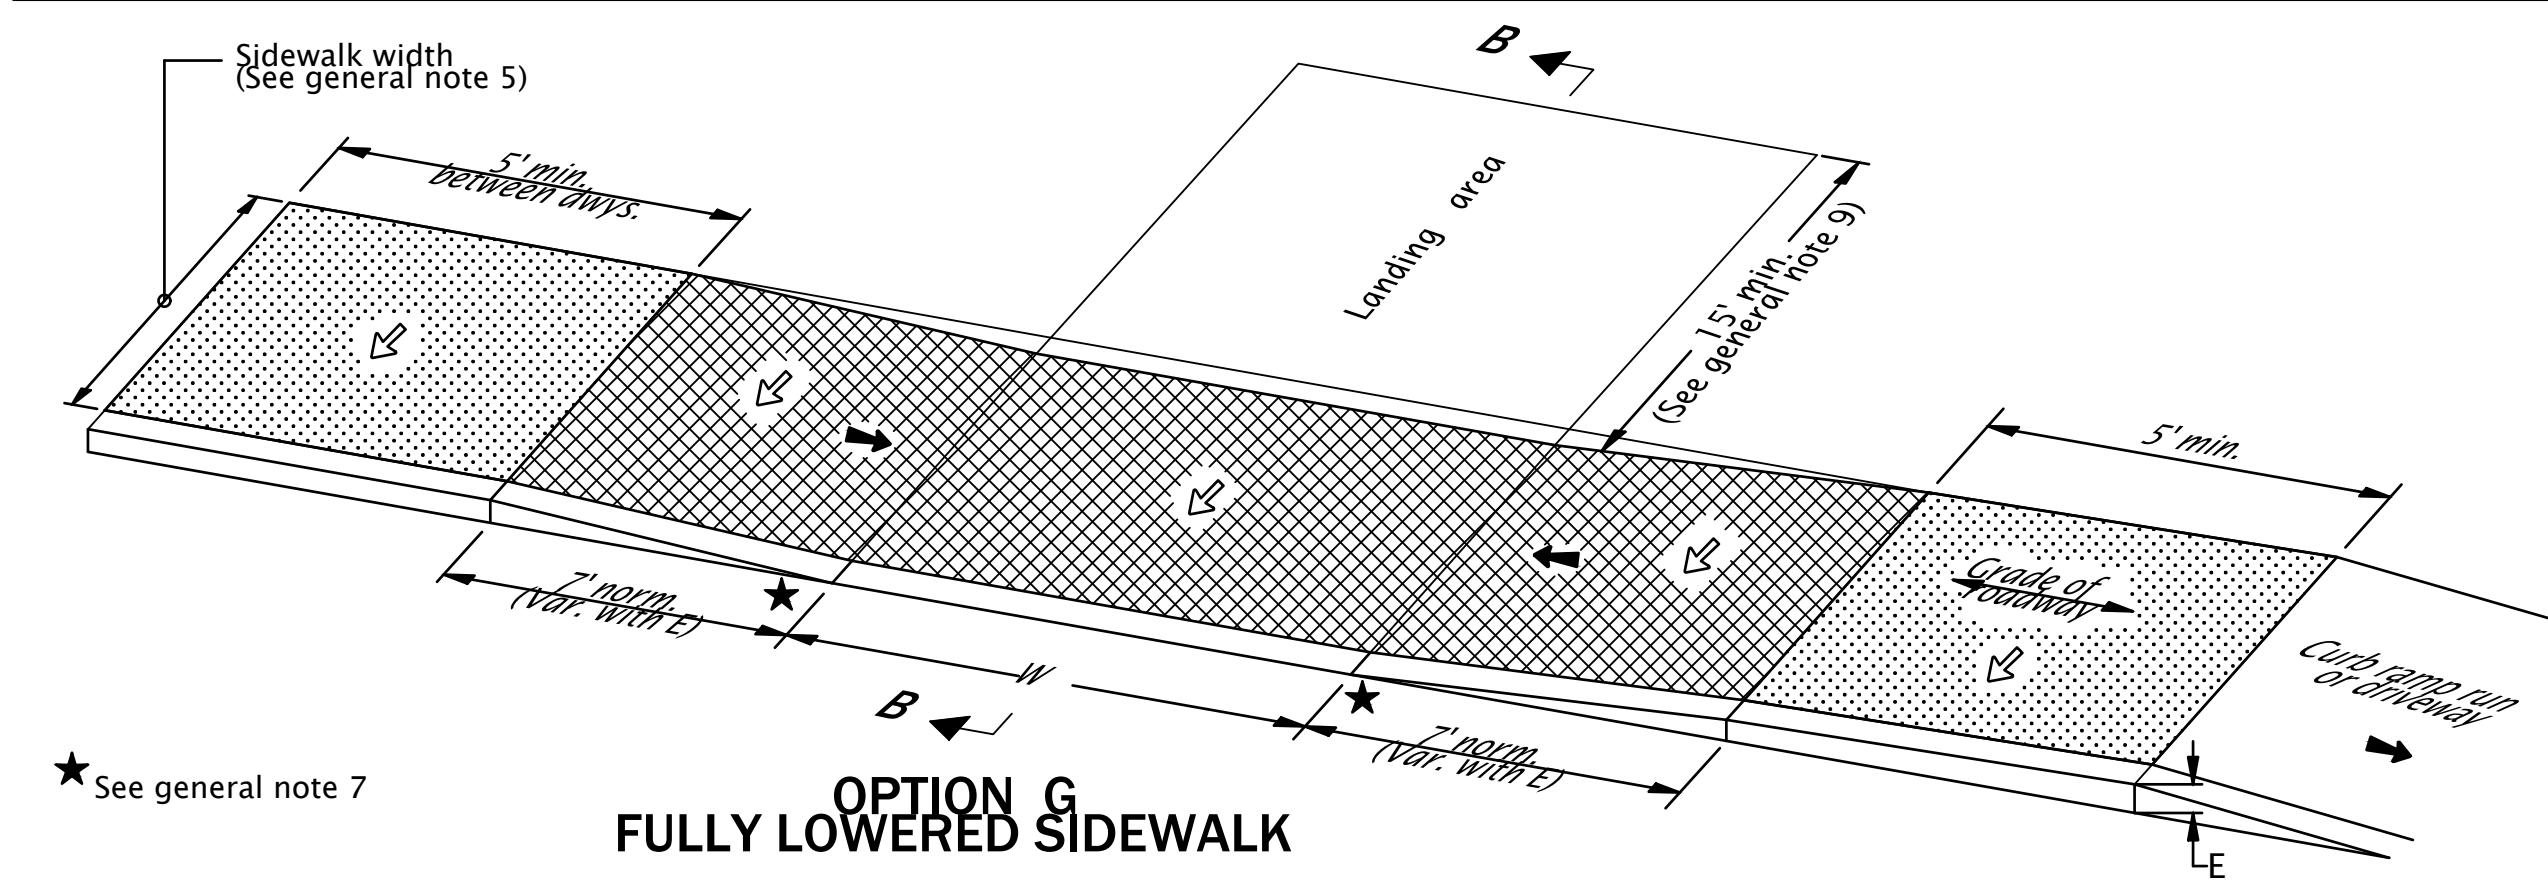 B
Sidewalk width
(See general note 5)
5' min.
between dwys.
Landing area
15' min.
(See general note 9)
5' min.
Grade of
roadway
7' norm.
(Var. with E)
W
Curb ramp run
or driveway
B
7' norm.
(Var. with E)
★ See general note 7
OPTION G
FULLY LOWERED SIDEWALK
E